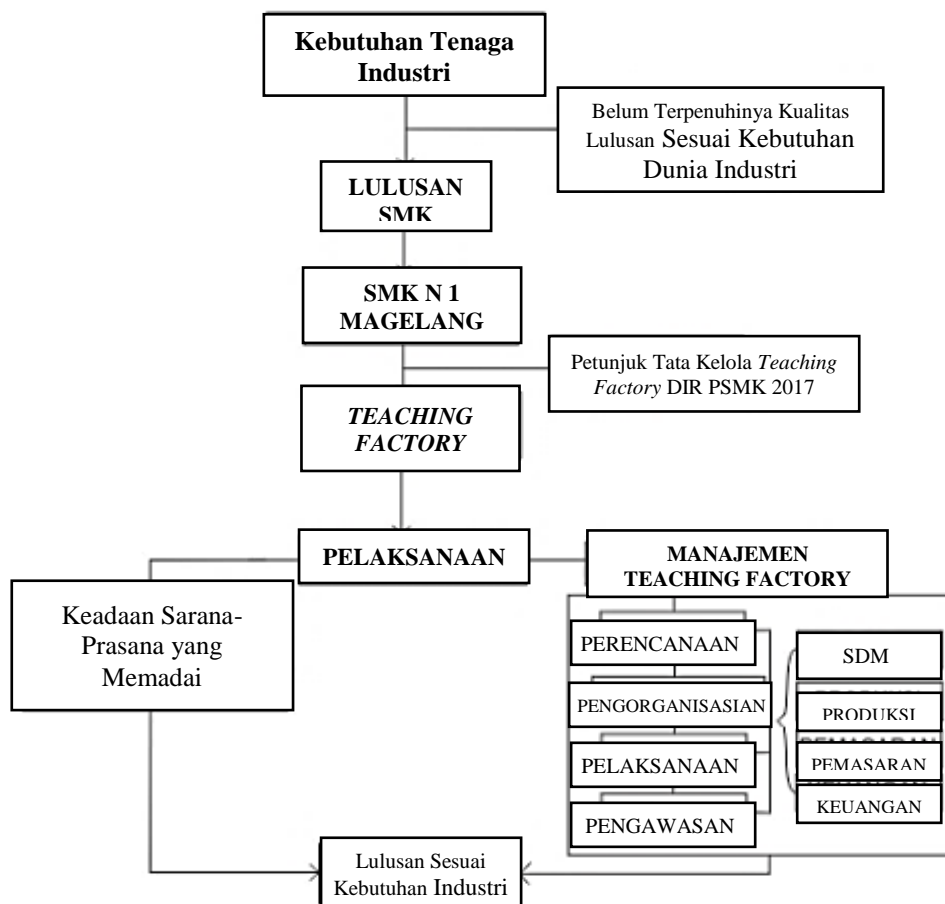 Kebutuhan Tenaga
Industri
Belum Terpenuhinya Kualitas
Lulusan Sesuai Kebutuhan
Dunia Industri
LULUSAN
SMK
SMK N 1
MAGELANG
Petunjuk Tata Kelola Teaching
Factory DIR PSMK 2017
TEACHING
FACTORY
PELAKSANAAN
MANAJEMEN
TEACHING FACTORY
Keadaan Sarana-
Prasana yang
Memadai
PERENCANAAN
PENGORGANISASIAN
PELAKSANAAN
PENGAWASAN
SDM
PRODUKSI
PEMASARAN
KEUANGAN
Lulusan Sesuai
Kebutuhan Industri